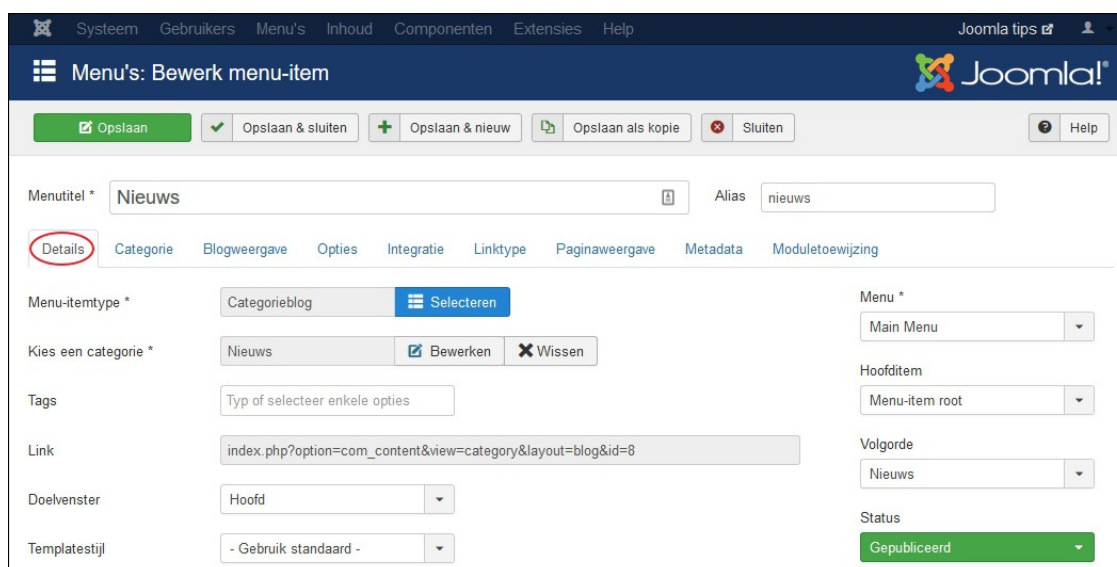 Systeem Gebruikers Menu's Inhoud Componenten Extensies Help Joomla tips
Menu's: Bewerk menu-item Joomla!®
Opslaan Opslaan & sluiten Opslaan & nieuw Opslaan als kopie Sluiten Help
Menutitel * Nieuws Alias nieuws
Details Categorie Blogweergave Opties Integratie Linktype Paginaweergave Metadata Moduletoewijzing
Menu-itemtype * Categorieblog Selecteren
Kies een categorie * Nieuws Bewerken Wissen
Tags Typ of selecteer enkele opties
Link index.php?option=com_content&view=category&layout=blog&id=8
Doelvenster Hoofd
Templatestijl - Gebruik standaard -
Menu *
Main Menu
Hoofditem
Menu-item root
Volgorde
Nieuws
Status
Gepubliceerd